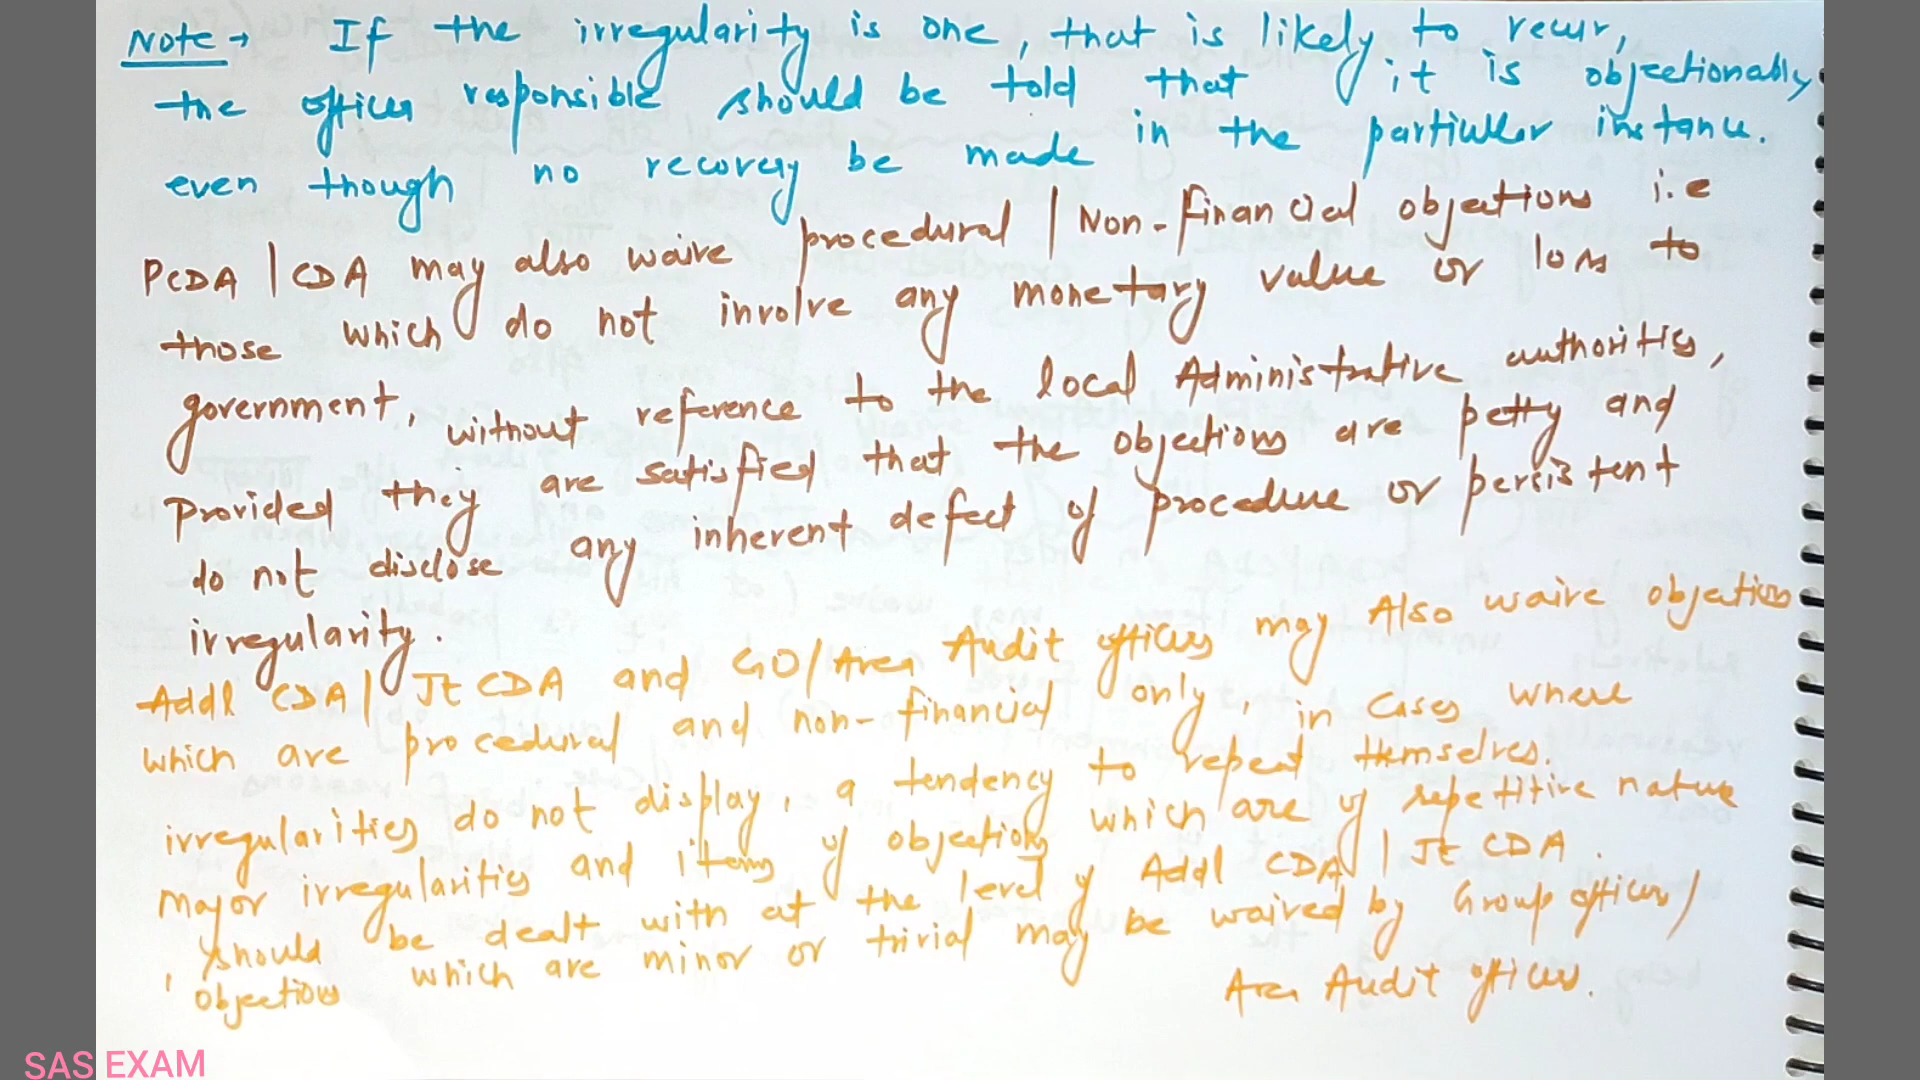 Note → If the irregularity is one, that is likely to recur,
the officer responsible should be told that it is objectionably
even though no recovery be made in the particular instance.
PCDA | CDA may also waive procedural | Non-financial objections i.e
those which do not involve any monetary value or loss to
government, without reference to the local Administrative authorities,
Provided they are satisfied that the objections are petty and
do not disclose any inherent defect of procedure or persistent
irregularity.
Addl CDA | Jt CDA and GO/Area Audit officers may Also waive objections
which are procedural and non-financial only, in cases where
irregularities do not display, a tendency to repeat themselves.
Major irregularities and items of objections which are of repetitive nature
should be dealt with at the level of Addl CDA | Jt CDA.
objections which are minor or trivial may be waived by Group officers/
Area Audit officers.
SAS EXAM